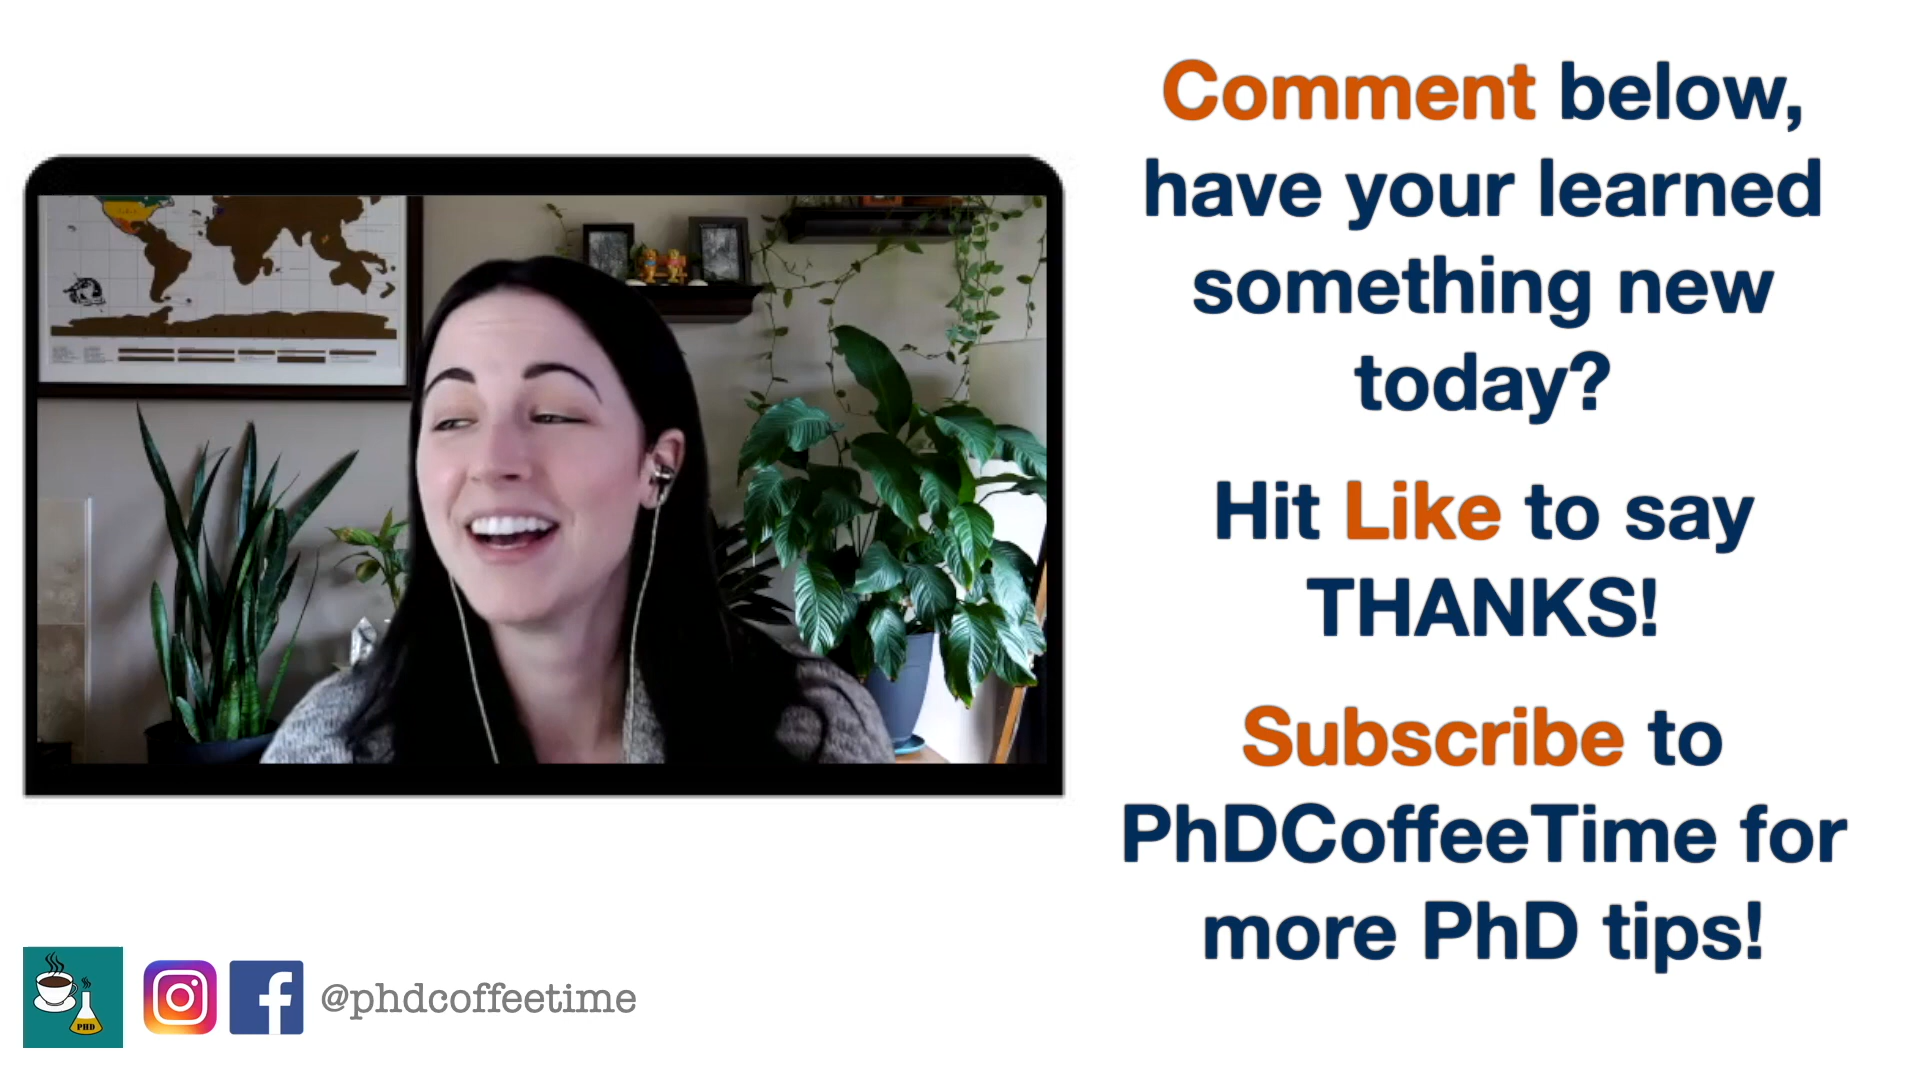 Comment below,
have your learned
something new
today?
Hit Like to say
THANKS!
Subscribe to
PhDCoffeeTime for
more PhD tips!
PHD
@phdcoffeetime